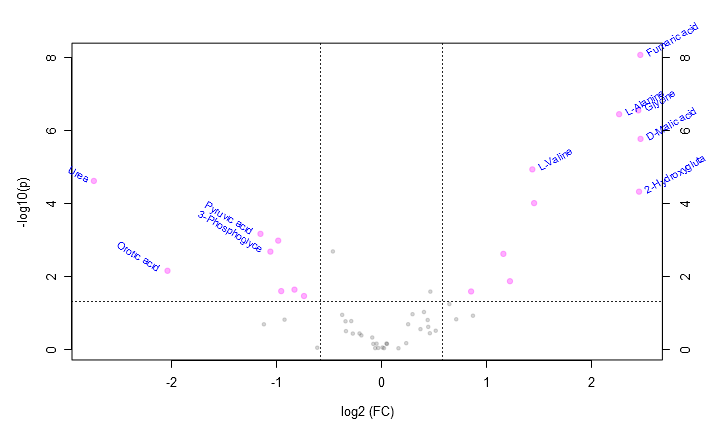 Fumaric acid
L-Alanine
Glycine
D-Malic acid
L-Valine
2-Hydroxygluta
Urea
Pyruvic acid
3-Phosphoglyce
Orotic acid
-log10(p)
8
6
4
2
0
8
6
4
2
0
-2 -1 0 1 2
log2 (FC)